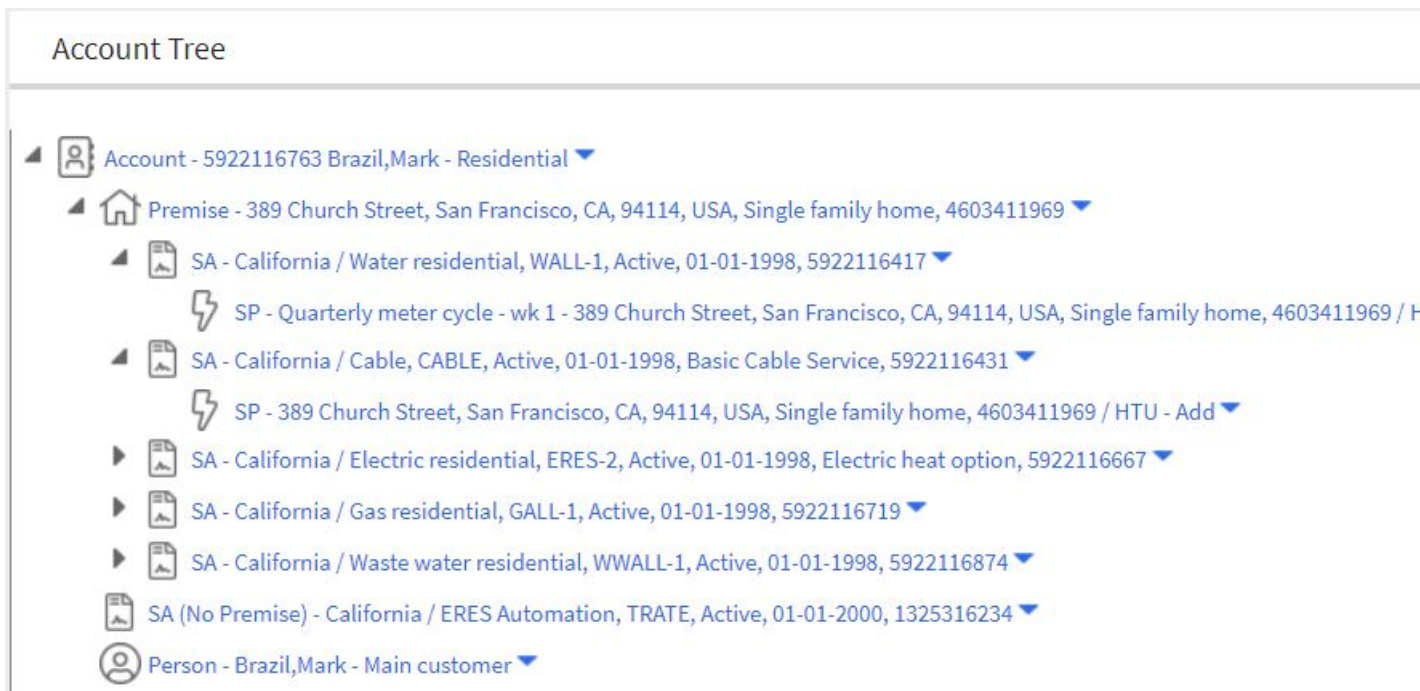 Account Tree
Account - 5922116763 Brazil,Mark - Residential
Premise - 389 Church Street, San Francisco, CA, 94114, USA, Single family home, 4603411969
SA - California / Water residential, WALL-1, Active, 01-01-1998, 5922116417
SP - Quarterly meter cycle - wk 1 - 389 Church Street, San Francisco, CA, 94114, USA, Single family home, 4603411969 / H
SA - California / Cable, CABLE, Active, 01-01-1998, Basic Cable Service, 5922116431
SP - 389 Church Street, San Francisco, CA, 94114, USA, Single family home, 4603411969 / HTU - Add
SA - California / Electric residential, ERES-2, Active, 01-01-1998, Electric heat option, 5922116667
SA - California / Gas residential, GALL-1, Active, 01-01-1998, 5922116719
SA - California / Waste water residential, WWALL-1, Active, 01-01-1998, 5922116874
SA (No Premise) - California / ERES Automation, TRATE, Active, 01-01-2000, 1325316234
Person - Brazil,Mark - Main customer